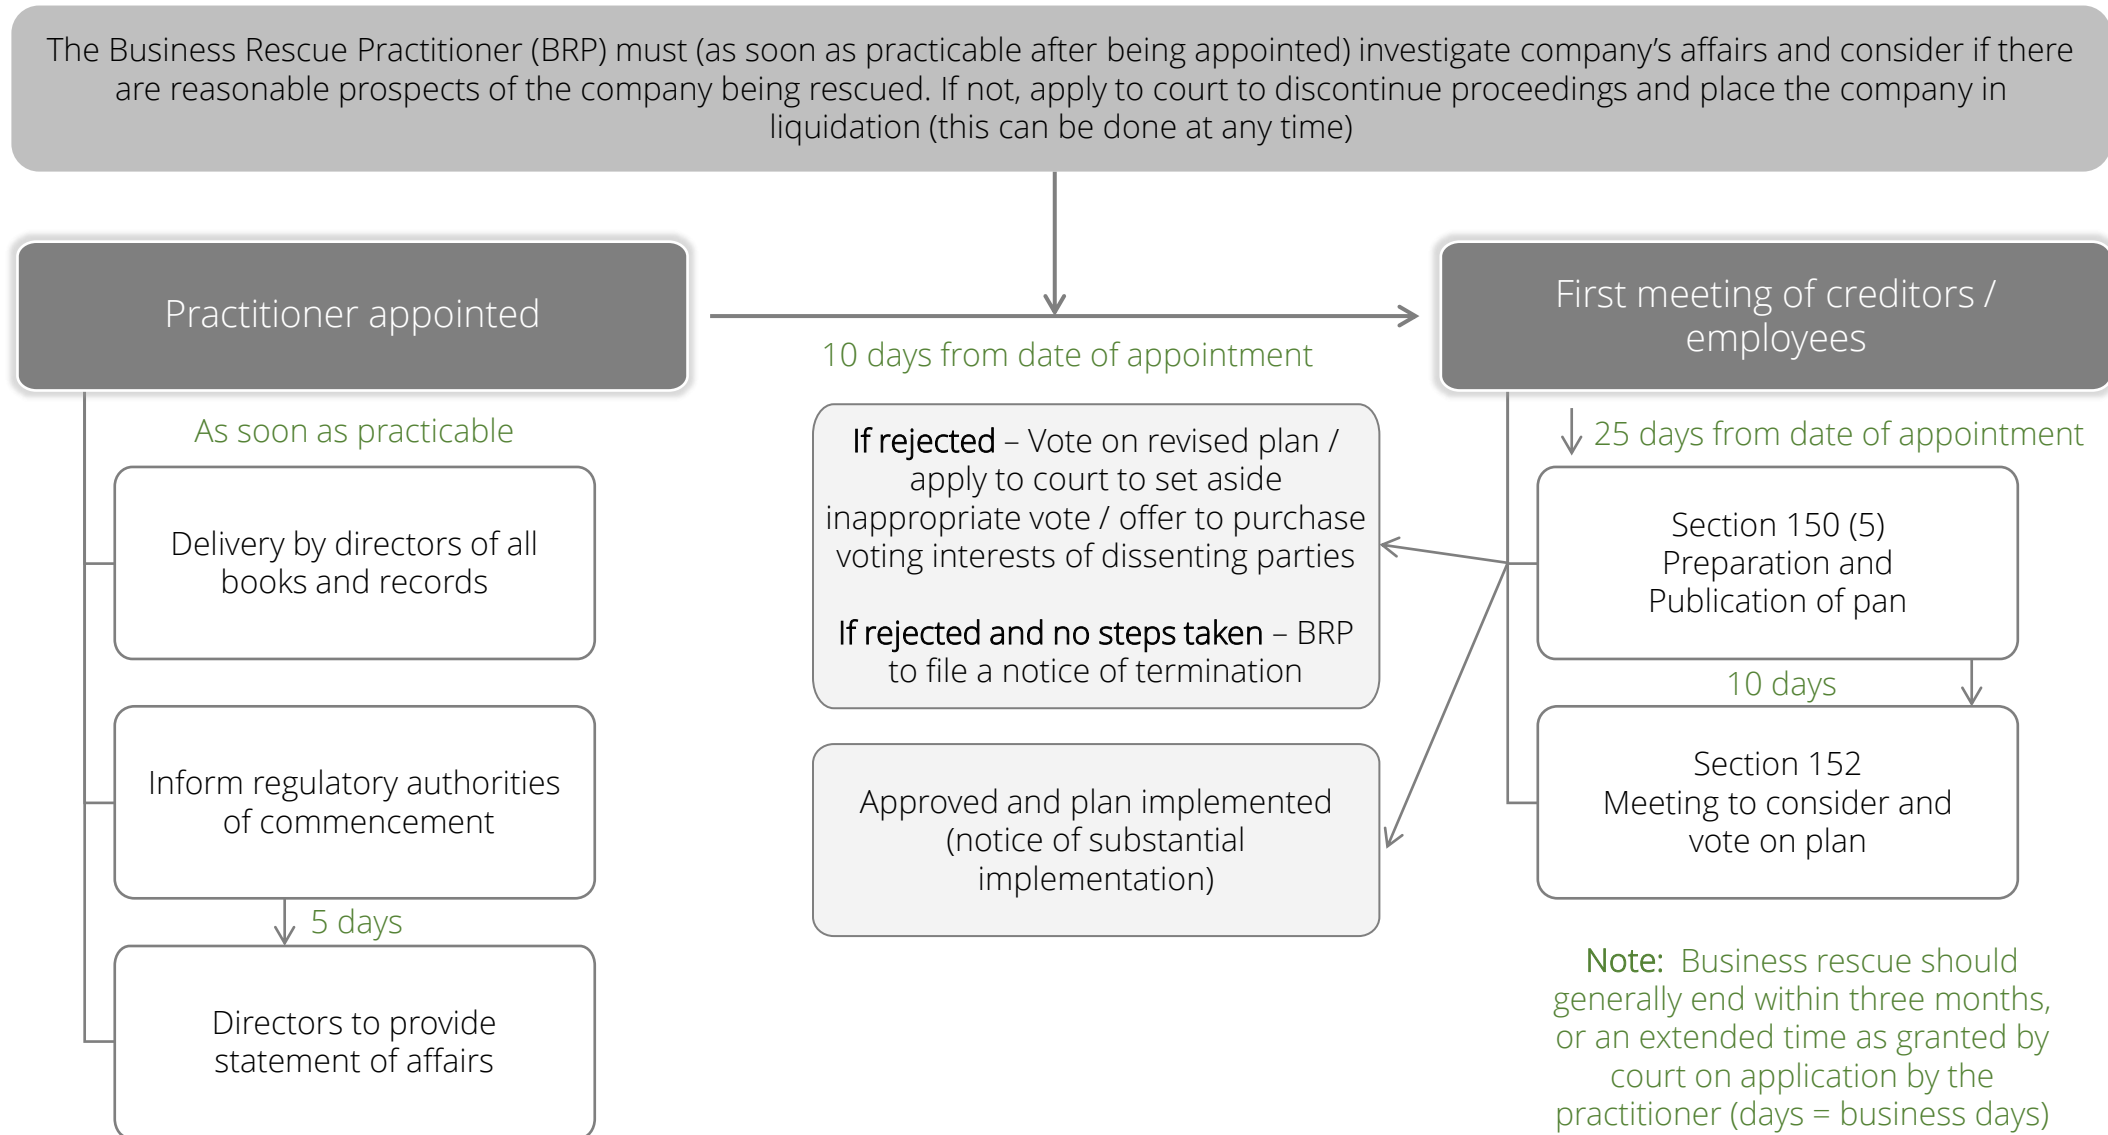 The Business Rescue Practitioner (BRP) must (as soon as practicable after being appointed) investigate company’s affairs and consider if there
are reasonable prospects of the company being rescued. If not, apply to court to discontinue proceedings and place the company in
liquidation (this can be done at any time)
Practitioner appointed
10 days from date of appointment
First meeting of creditors /
employees
As soon as practicable
Delivery by directors of all
books and records
Inform regulatory authorities
of commencement
5 days
Directors to provide
statement of affairs
If rejected – Vote on revised plan /
apply to court to set aside
inappropriate vote / offer to purchase
voting interests of dissenting parties
If rejected and no steps taken – BRP
to file a notice of termination
Approved and plan implemented
(notice of substantial
implementation)
25 days from date of appointment
Section 150 (5)
Preparation and
Publication of pan
10 days
Section 152
Meeting to consider and
vote on plan
Note: Business rescue should
generally end within three months,
or an extended time as granted by
court on application by the
practitioner (days = business days)